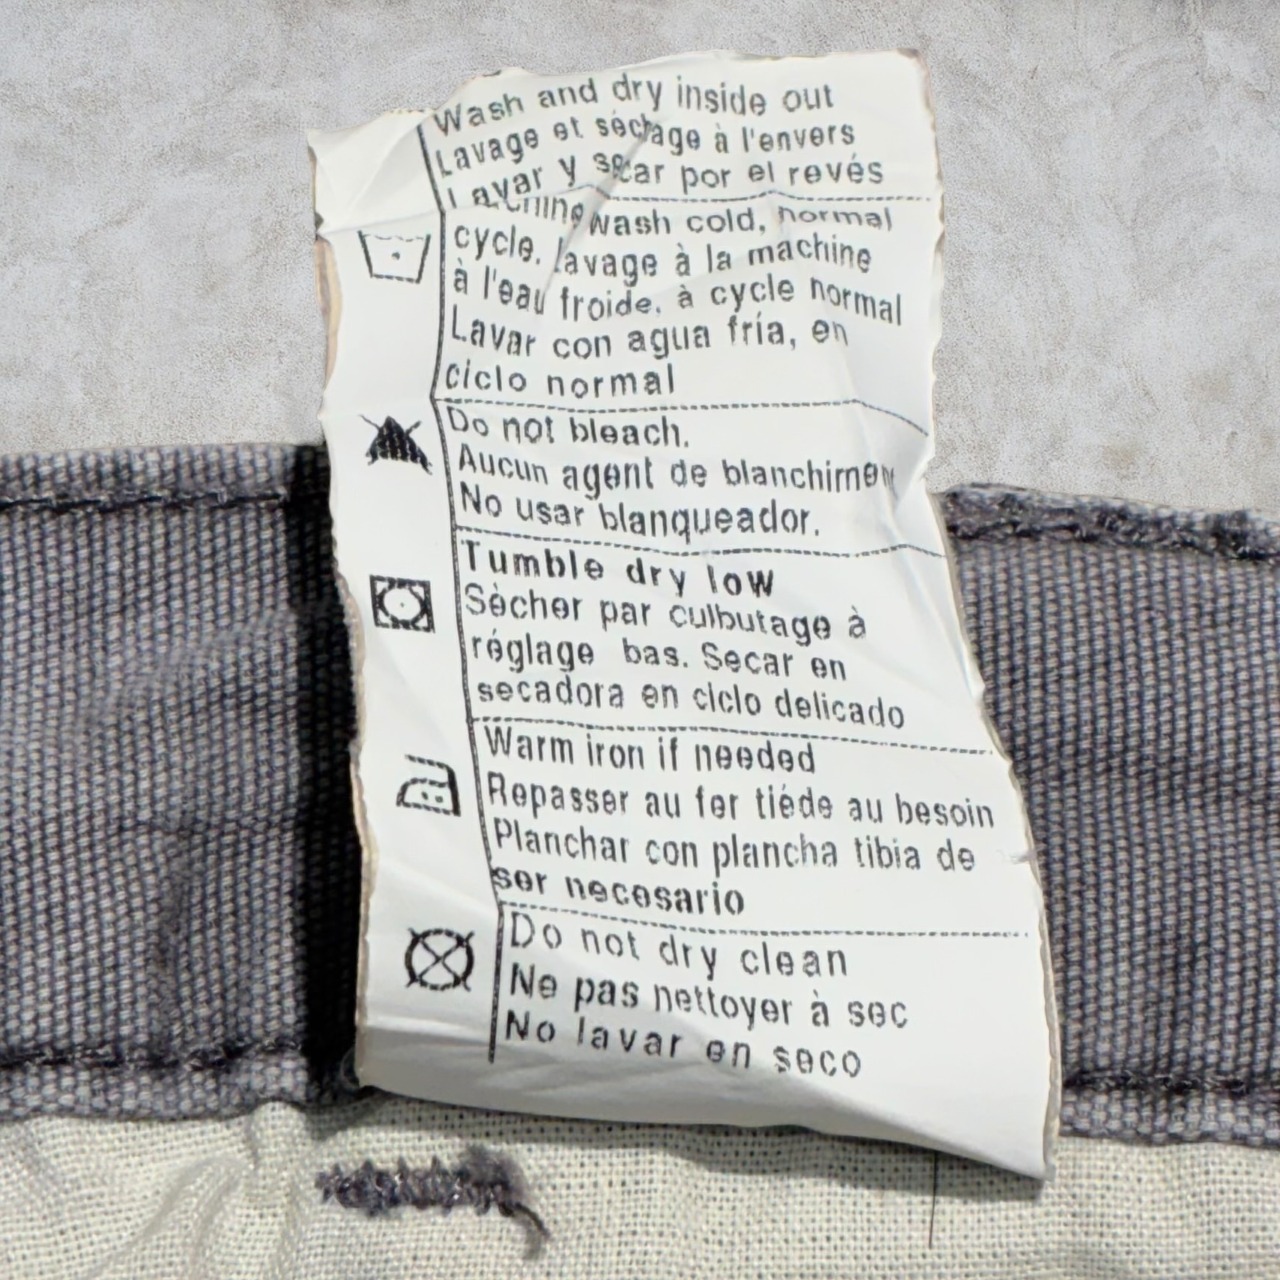 Wash and dry inside out
Lavage et séchage à l'envers
Lavar y secar por el revés
wash cold, normal
cycle. Lavage à la machine
à l'eau froide, à cycle normal
Lavar con agua fría, en
ciclo normal
Do not bleach.
Aucun agent de
No usar blanqueador.
Tumble dry low
Sècher par culbutage à
réglage bas. Secar en
secadora en ciclo delicado
Warm iron if needed
Repasser au fer tiéde au besoin
Planchar con plancha tibia de
ser necesario
Do not dry clean
Ne pas nettoyer à sec
No lavar en seco